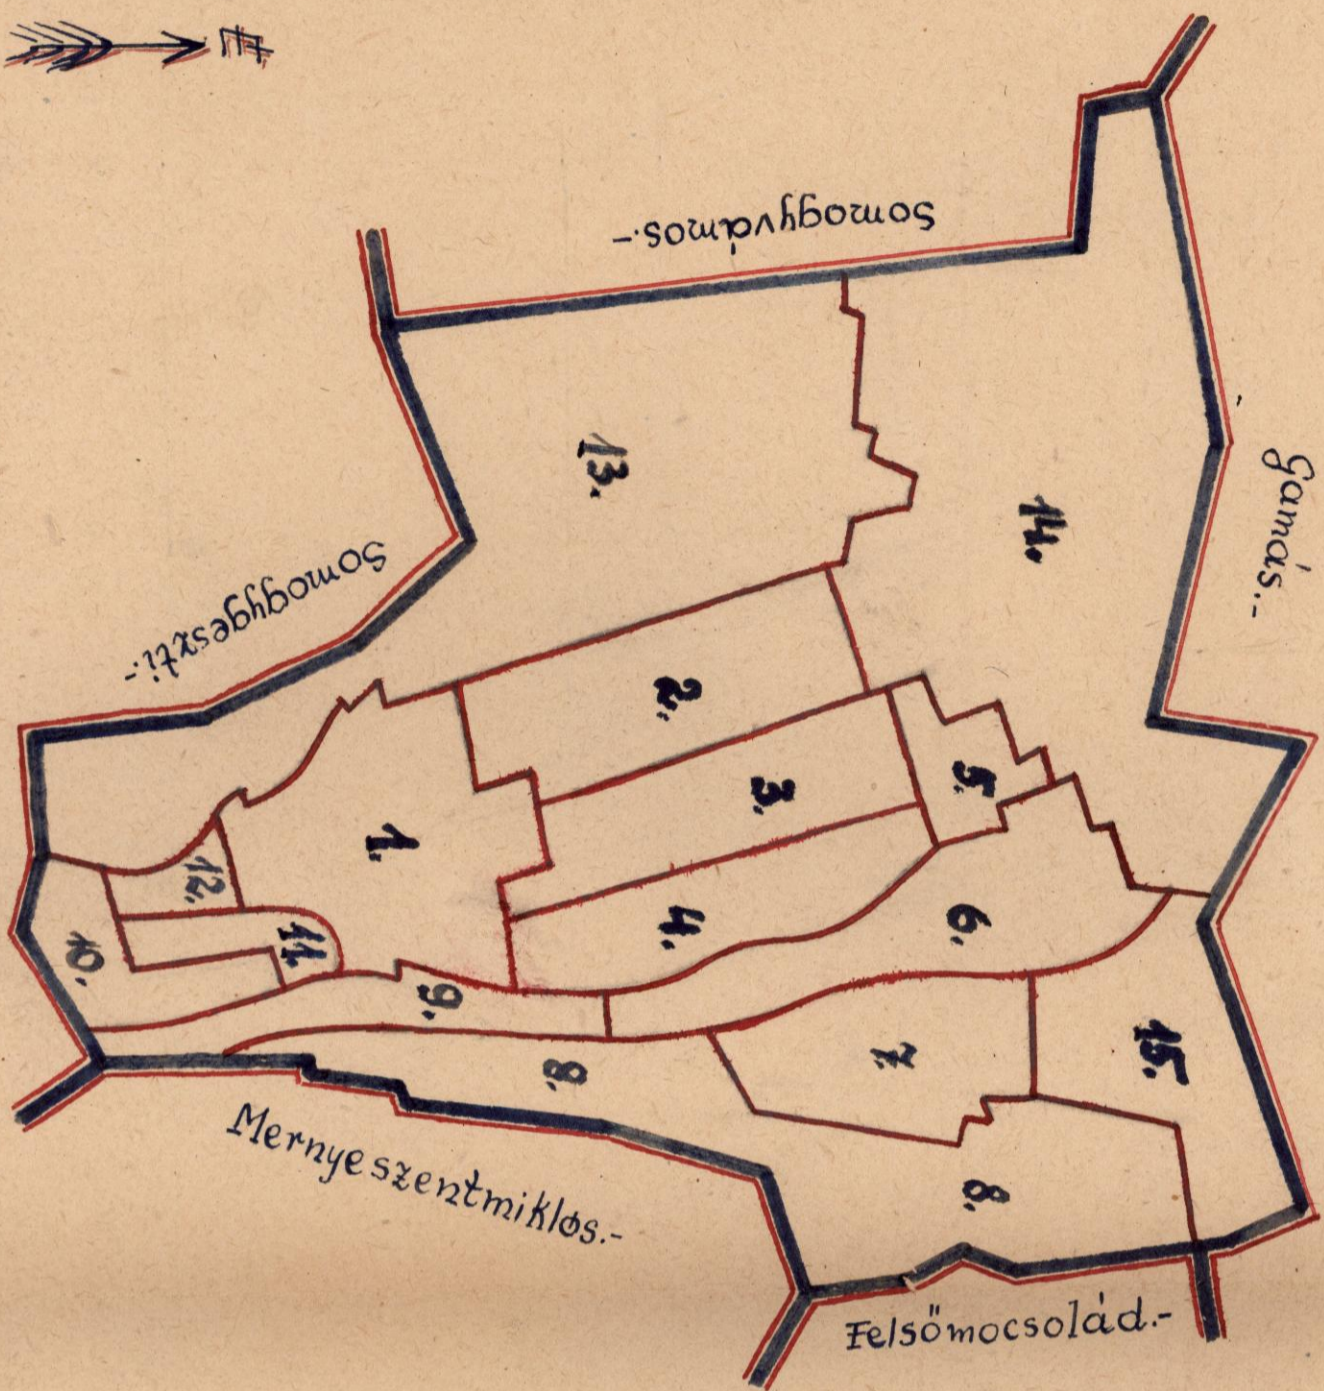 É
Somogyvámos.-
Gamás.-
13.
14.
Somoggeszti.-
2.
5.
3.
1.
12.
4.
6.
11.
10.
9.
7.
15.
8.
8.
Mernyeszentmiklós.-
Felsőmocsolád.-